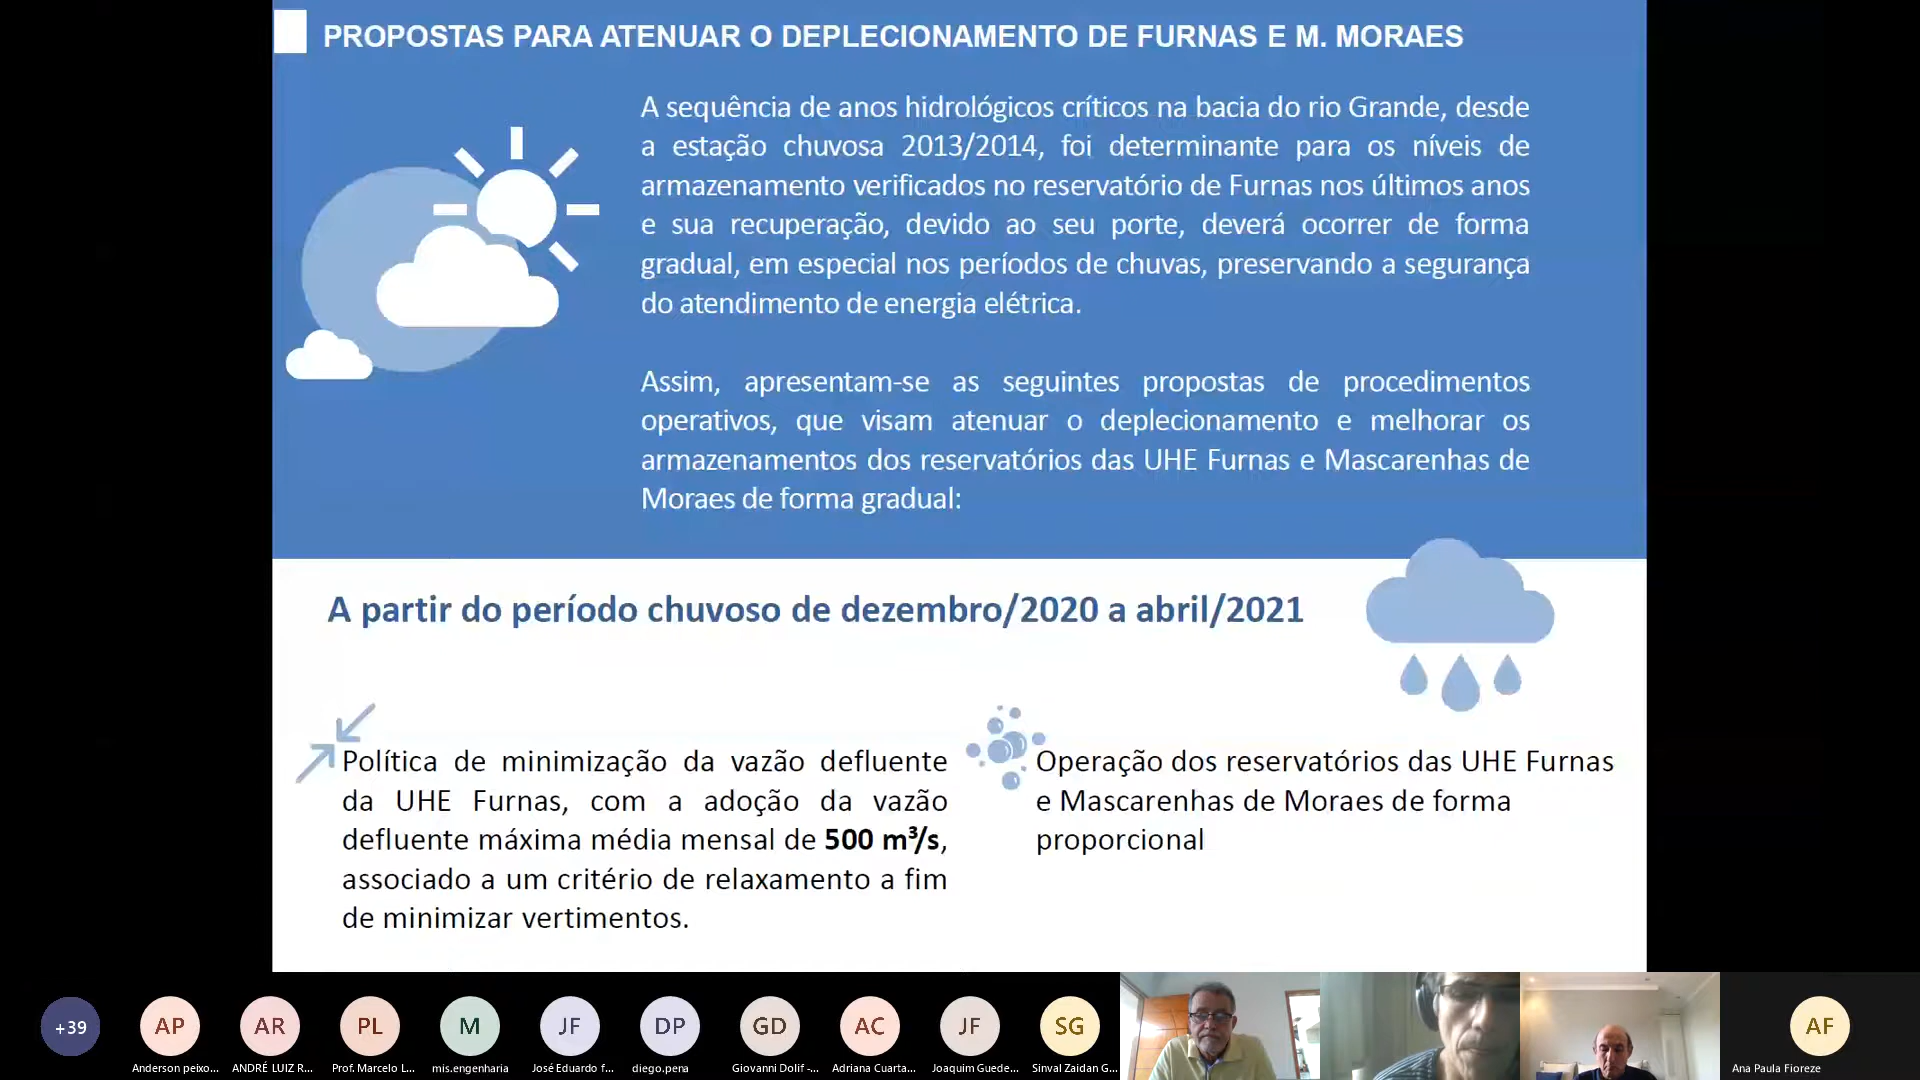 PROPOSTAS PARA ATENUAR O DEPLECIONAMENTO DE FURNAS E M. MORAES
A sequência de anos hidrológicos críticos na bacia do rio Grande, desde
a estação chuvosa 2013/2014, foi determinante para os níveis de
armazenamento verificados no reservatório de Furnas nos últimos anos
e sua recuperação, devido ao seu porte, deverá ocorrer de forma
gradual, em especial nos períodos de chuvas, preservando a segurança
do atendimento de energia elétrica.
Assim, apresentam-se as seguintes propostas de procedimentos
operativos, que visam atenuar o deplecionamento e melhorar os
armazenamentos dos reservatórios das UHE Furnas e Mascarenhas de
Moraes de forma gradual:
A partir do período chuvoso de dezembro/2020 a abril/2021
Política de minimização da vazão defluente
da UHE Furnas, com a adoção da vazão
defluente máxima média mensal de 500 m³/s,
associado a um critério de relaxamento a fim
de minimizar vertimentos.
Operação dos reservatórios das UHE Furnas
e Mascarenhas de Moraes de forma
proporcional
+39
AP
AR
PL
M
JF
DP
GD
AC
JF
SG
AF
Anderson peixo...
ANDRÉ LUIZ R...
Prof. Marcelo L...
mis.engenharia
José Eduardo f...
diego.pena
Giovanni Dolif -...
Adriana Cuarta...
Joaquim Guede...
Sinval Zaidan G...
Ana Paula Fioreze